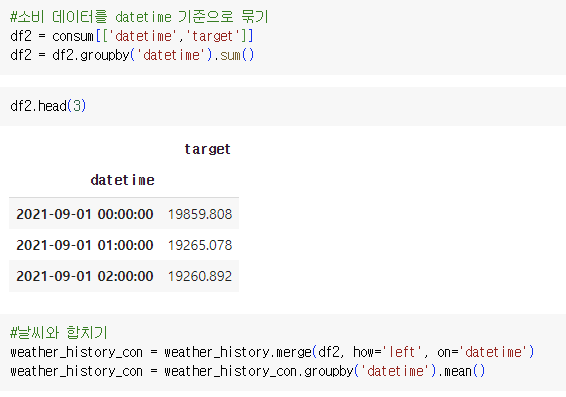 #소비 데이터를 datetime 기준으로 묶기
df2 = consum[['datetime','target']]
df2 = df2.groupby('datetime').sum()
df2.head(3)
target
datetime
2021-09-01 00:00:00 19859.808
2021-09-01 01:00:00 19265.078
2021-09-01 02:00:00 19260.892
#날씨와 합치기
weather_history_con = weather_history.merge(df2, how='left', on='datetime')
weather_history_con = weather_history_con.groupby('datetime').mean()